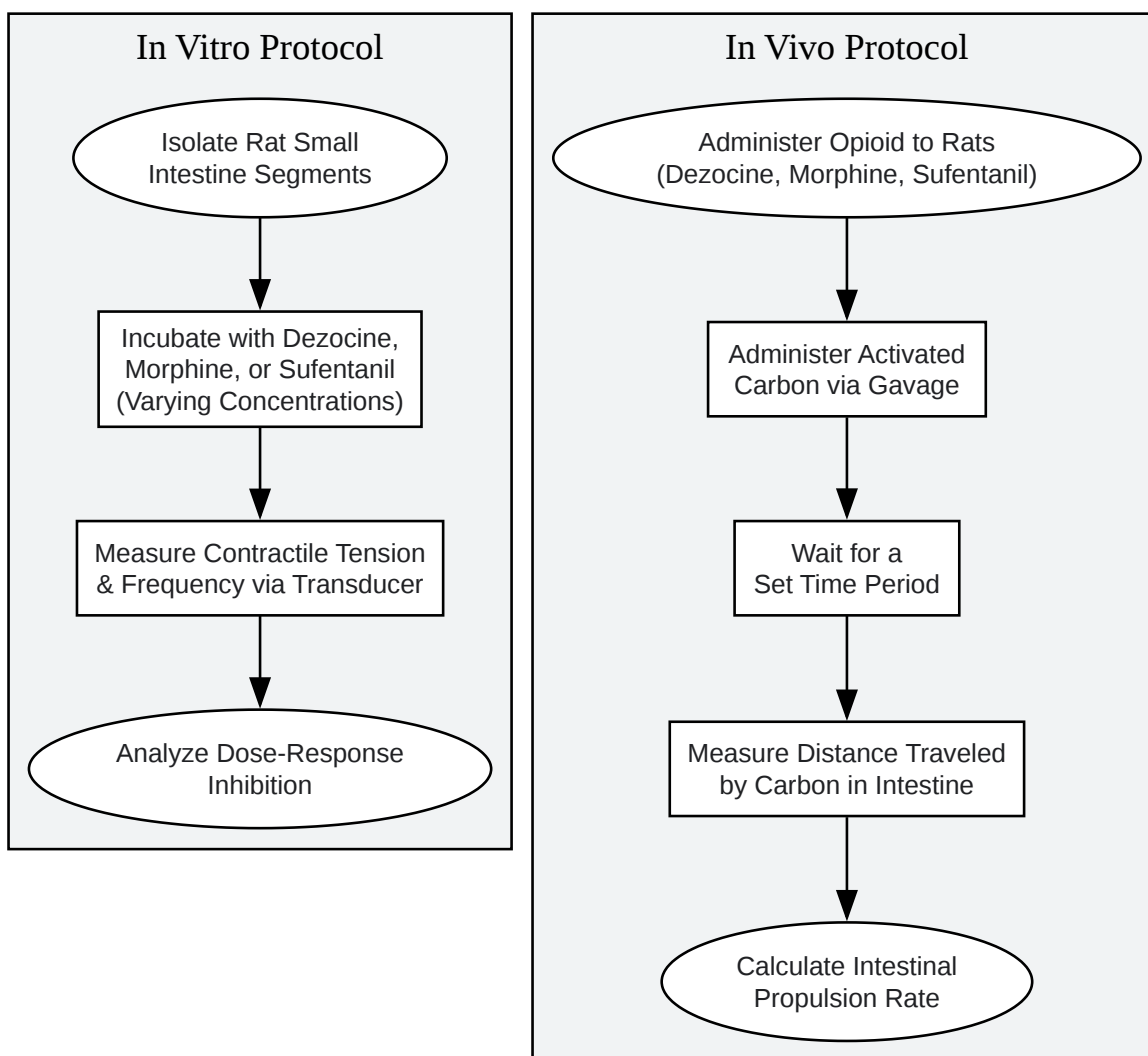 In Vitro Protocol
Isolate Rat Small
Intestine Segments
Incubate with Dezocine,
Morphine, or Sufentanil
(Varying Concentrations)
Measure Contractile Tension
& Frequency via Transducer
Analyze Dose-Response
Inhibition
In Vivo Protocol
Administer Opioid to Rats
(Dezocine, Morphine, Sufentanil)
Administer Activated
Carbon via Gavage
Wait for a
Set Time Period
Measure Distance Traveled
by Carbon in Intestine
Calculate Intestinal
Propulsion Rate